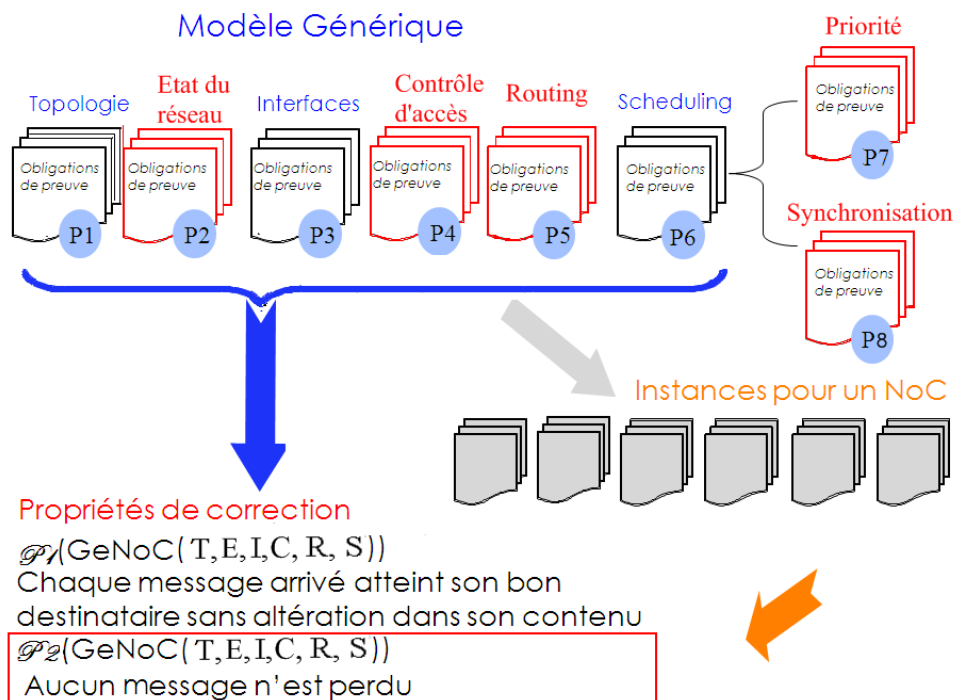 Modèle Générique
Priorité
Topologie
Etat du
réseau
Interfaces
Contrôle
d'accès
Routing
Scheduling
Obligations
de preuve
P7
Obligations
de preuve
P1
Obligations
de preuve
P2
Obligations
de preuve
P3
Obligations
de preuve
P4
Obligations
de preuve
P5
Obligations
de preuve
P6
Synchronisation
Obligations
de preuve
P8
Instances pour un NoC
Propriétés de correction
𝒫1(GeNoC( T,E,I,C, R, S))
Chaque message arrivé atteint son bon
destinataire sans altération dans son contenu
𝒫2(GeNoC( T,E,I,C, R, S))
Aucun message n'est perdu